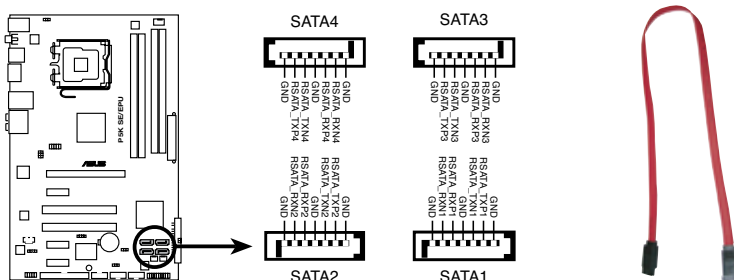 SATA4
SATA3
GND
RSATA_TXP4
RSATA_TXN4
GND
RSATA_RXP4
RSATA_RXN4
GND
GND
RSATA_TXP3
RSATA_TXN3
GND
RSATA_RXP3
RSATA_RXN3
GND
P5K SE/EPU
ASUS
GND
RSATA_RXN2
RSATA_RXP2
GND
RSATA_TXN2
RSATA_TXP2
GND
GND
RSATA_RXN1
RSATA_RXP1
GND
RSATA_TXN1
RSATA_TXP1
GND
SATA2
SATA1